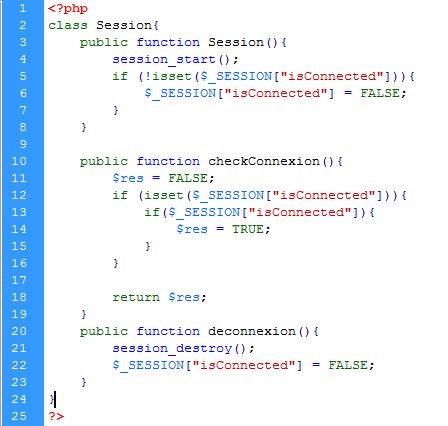 1 <?php
2 class Session{
3     public function Session(){
4         session_start();
5         if (!isset($_SESSION["isConnected"])){
6             $_SESSION["isConnected"] = FALSE;
7         }
8     }
9
10     public function checkConnexion(){
11         $res = FALSE;
12         if (isset($_SESSION["isConnected"])){
13             if($_SESSION["isConnected"]){
14                 $res = TRUE;
15             }
16         }
17
18         return $res;
19     }
20     public function deconnexion(){
21         session_destroy();
22         $_SESSION["isConnected"] = FALSE;
23     }
24 }
25 ?>